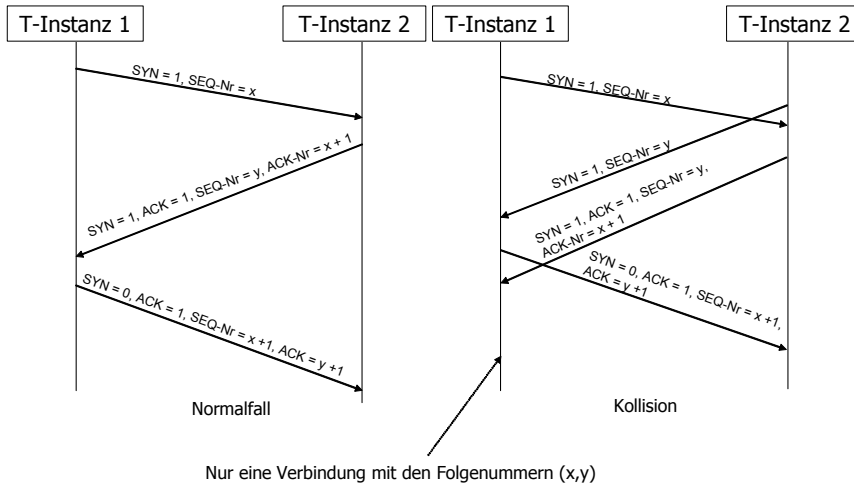 T-Instanz 1
T-Instanz 2
SYN = 1, SEQ-Nr = x
SYN = 1, ACK = 1, SEQ-Nr = y, ACK-Nr = x + 1
SYN = 0, ACK = 1, SEQ-Nr = x +1, ACK = y +1
Normalfall
T-Instanz 1
T-Instanz 2
SYN = 1, SEQ-Nr = x
SYN = 1, SEQ-Nr = y
SYN = 1, ACK = 1, SEQ-Nr = y,
ACK-Nr = x + 1
SYN = 0, ACK = 1, SEQ-Nr = x +1,
ACK = y +1
Kollision
Nur eine Verbindung mit den Folgenummern (x,y)